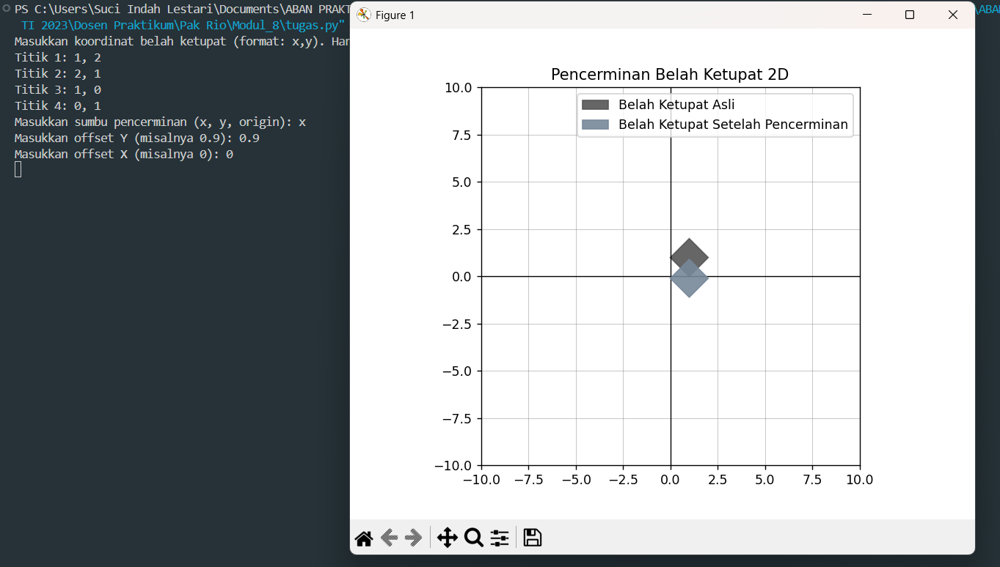 PS C:\Users\Suci Indah Lestari\Documents\ABAN PRAKT
\ABAN
TI 2023\Dosen Praktikum\Pak Rio\Modul_8\tugas.py"
Masukkan koordinat belah ketupat (format: x,y). Har
Titik 1: 1, 2
Titik 2: 2, 1
Titik 3: 1, 0
Titik 4: 0, 1
Masukkan sumbu pencerminan (x, y, origin): x
Masukkan offset Y (misalnya 0.9): 0.9
Masukkan offset X (misalnya 0): 0
Figure 1
Pencerminan Belah Ketupat 2D
Belah Ketupat Asli
Belah Ketupat Setelah Pencerminan
10.0
7.5
5.0
2.5
0.0
−2.5
−5.0
−7.5
−10.0
−10.0 −7.5 −5.0 −2.5 0.0 2.5 5.0 7.5 10.0